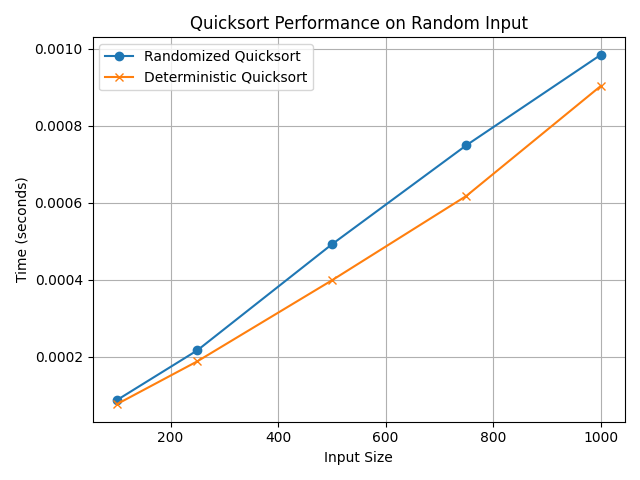 Quicksort Performance on Random Input
Randomized Quicksort
Deterministic Quicksort
0.0010
0.0008
0.0006
0.0004
0.0002
Time (seconds)
200 400 600 800 1000
Input Size